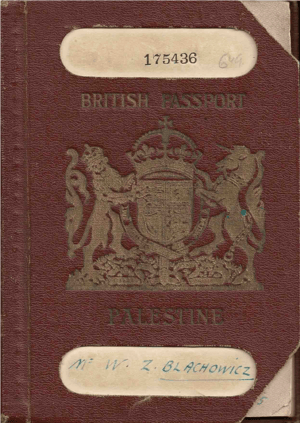 175436
BRITISH PASSPORT
PALESTINE
Mr W. Z. BLACHOWICZ